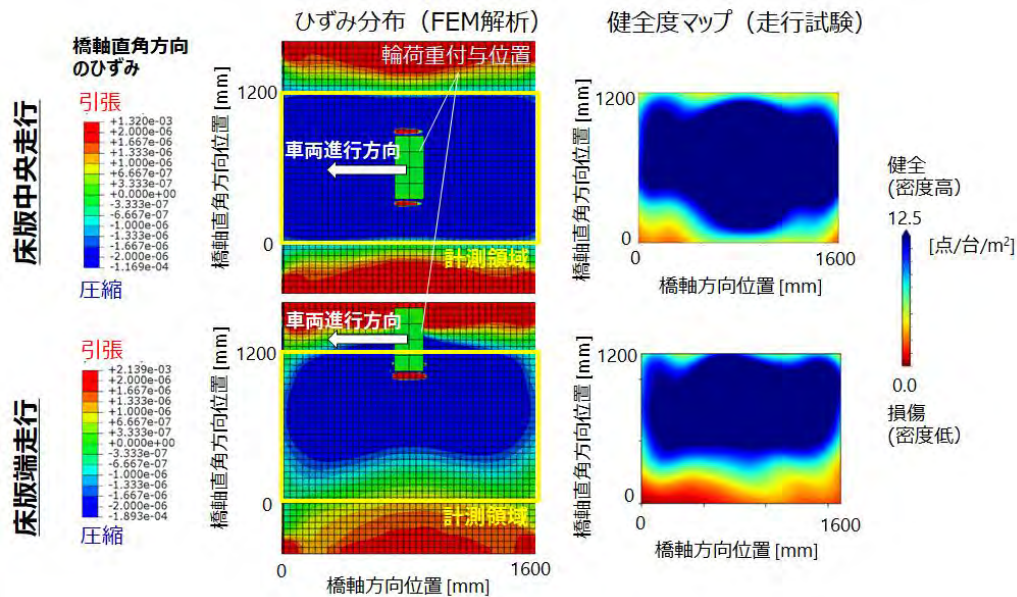 ひずみ分布（FEM解析）
健全度マップ（走行試験）
橋軸直角方向
のひずみ
床版中央走行
引張
+1.320e-03
+2.000e-06
+1.667e-06
+1.333e-06
+1.000e-06
+6.667e-07
+3.333e-07
+0.000e+00
-3.333e-07
-6.667e-07
-1.000e-06
-1.333e-06
-1.667e-06
-2.000e-06
-1.169e-04
圧縮
橋軸直角方向位置 [mm]
1200
0
輪荷重付与位置
車両進行方向
計測領域
橋軸直角方向位置 [mm]
1200
0
0
1600
橋軸方向位置 [mm]
健全
(密度高)
12.5
[点/台/m²]
0.0
損傷
(密度低)
床版端走行
引張
+2.139e-03
+2.000e-06
+1.667e-06
+1.333e-06
+1.000e-06
+6.667e-07
+3.333e-07
+0.000e+00
-3.333e-07
-6.667e-07
-1.000e-06
-1.333e-06
-1.667e-06
-2.000e-06
-1.893e-04
圧縮
橋軸直角方向位置 [mm]
1200
0
車両進行方向
計測領域
0
1600
橋軸方向位置 [mm]
橋軸直角方向位置 [mm]
1200
0
0
1600
橋軸方向位置 [mm]